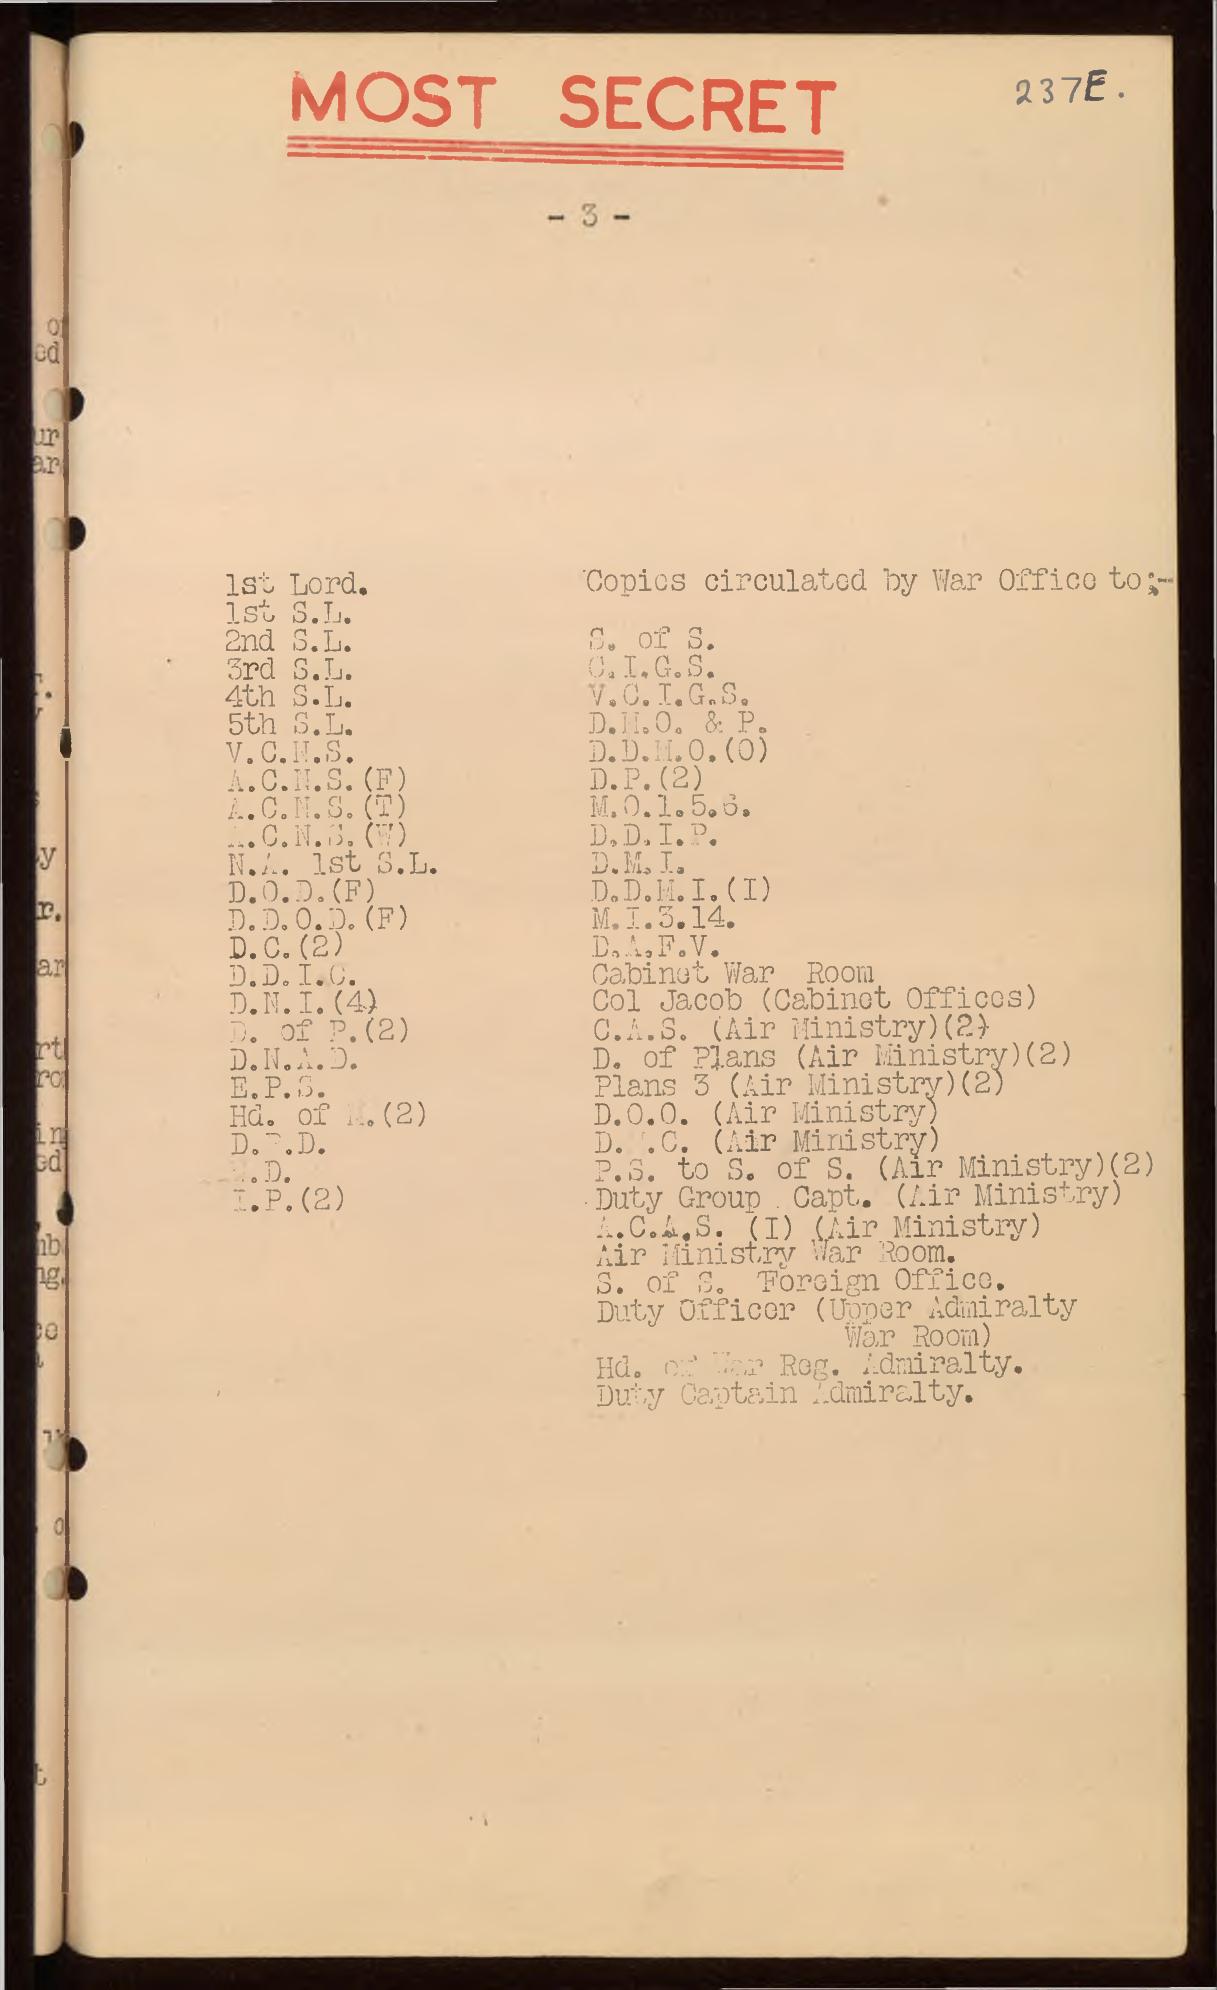 MOST SECRET
237E.
- 3 -
1st Lord.
1st S.L.
2nd S.L.
3rd S.L.
4th S.L.
5th S.L.
V.C.N.S.
A.C.N.S.(F)
A.C.N.S.(T)
A.C.N.S.(W)
N.A. 1st S.L.
D.O.D.(F)
D.D.O.D.(F)
D.C.(2)
D.D.I.C.
D.N.I.(4)
D. of P.(2)
D.N.A.D.
E.P.S.
Hd. of M.(2)
I.P.(2)
Copies circulated by War Office to:-
S. of S.
C.I.G.S.
V.C.I.G.S.
D.M.O. & P.
D.D.M.O.(O)
D.P.(2)
M.O.1.5.6.
D.D.I.P.
D.M.I.
D.D.M.I.(I)
M.I.3.14.
D.A.F.V.
Cabinet War Room
Col Jacob (Cabinet Offices)
C.A.S. (Air Ministry)(2)
D. of Plans (Air Ministry)(2)
Plans 3 (Air Ministry)(2)
D.O.O. (Air Ministry)
(Air Ministry)
P.S. to S. of S. (Air Ministry)(2)
Duty Group Capt. (Air Ministry)
A.C.A.S. (I) (Air Ministry)
Air Ministry War Room.
S. of S. Foreign Office.
Duty Officer (Upper Admiralty
War Room)
Hd. of War Reg. Admiralty.
Duty Captain Admiralty.